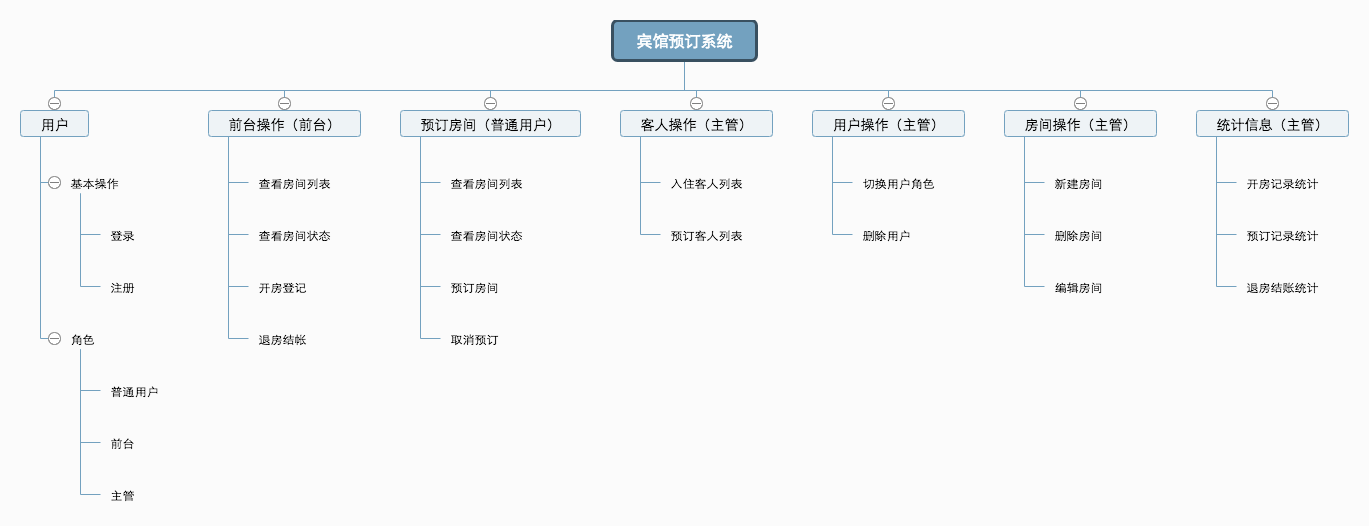 宾馆预订系统
用户
基本操作
登录
注册
角色
普通用户
前台
主管
前台操作（前台）
查看房间列表
查看房间状态
开房登记
退房结帐
预订房间（普通用户）
查看房间列表
查看房间状态
预订房间
取消预订
客人操作（主管）
入住客人列表
预订客人列表
用户操作（主管）
切换用户角色
删除用户
房间操作（主管）
新建房间
删除房间
编辑房间
统计信息（主管）
开房记录统计
预订记录统计
退房结账统计